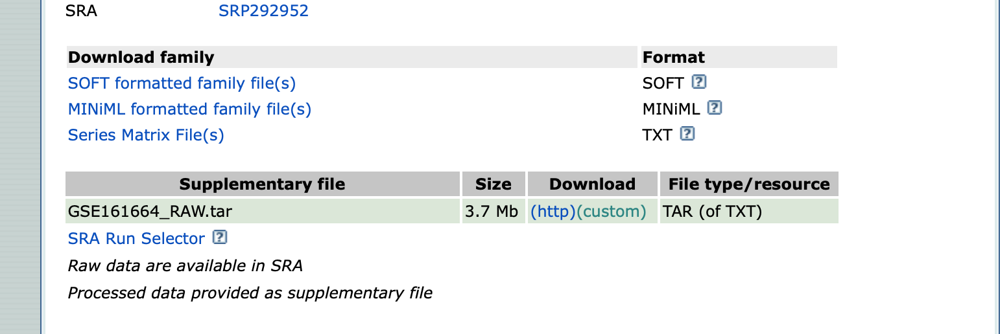 SRA SRP292952
Download family Format
SOFT formatted family file(s) SOFT ?
MINiML formatted family file(s) MINiML ?
Series Matrix File(s) TXT ?
Supplementary file Size Download File type/resource
GSE161664_RAW.tar 3.7 Mb (http)(custom) TAR (of TXT)
SRA Run Selector ?
Raw data are available in SRA
Processed data provided as supplementary file